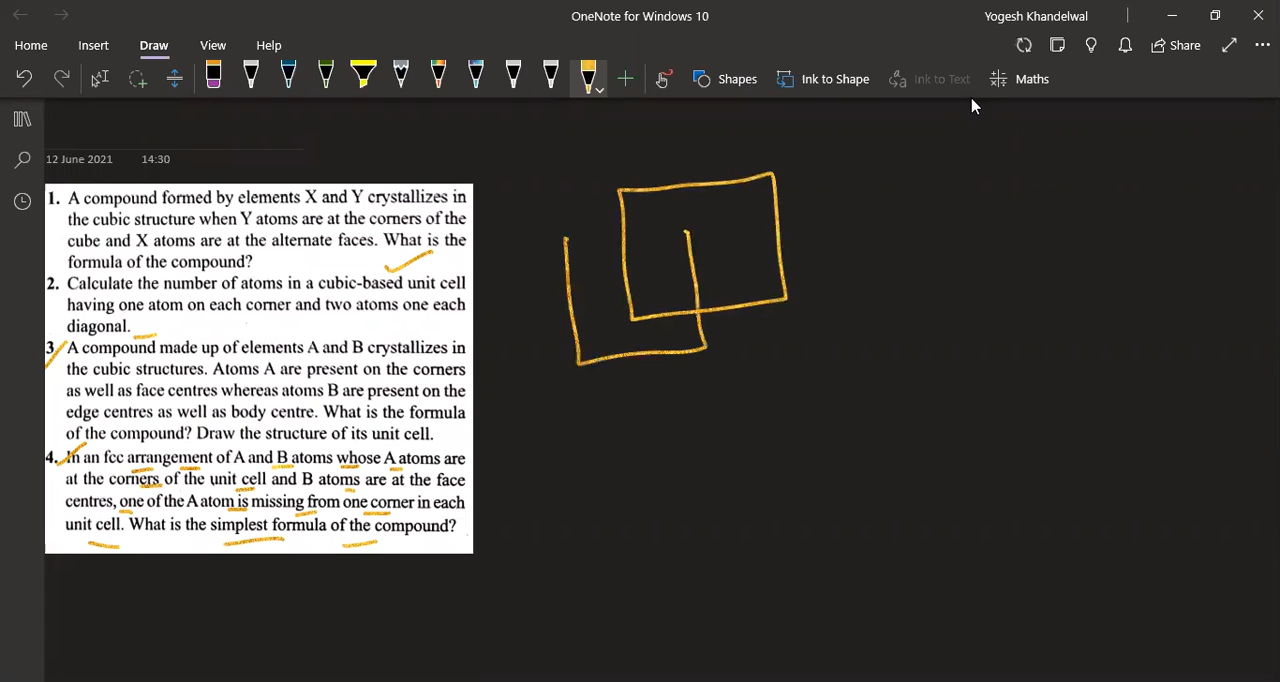 OneNote for Windows 10
Yogesh Khandelwal
Home Insert Draw View Help
Share
Shapes Ink to Shape Ink to Text Maths
12 June 2021 14:30
1. A compound formed by elements X and Y crystallizes in
the cubic structure when Y atoms are at the corners of the
cube and X atoms are at the alternate faces. What is the
formula of the compound?
2. Calculate the number of atoms in a cubic-based unit cell
having one atom on each corner and two atoms one each
diagonal.
3. A compound made up of elements A and B crystallizes in
the cubic structures. Atoms A are present on the corners
as well as face centres whereas atoms B are present on the
edge centres as well as body centre. What is the formula
of the compound? Draw the structure of its unit cell.
4. In an fcc arrangement of A and B atoms whose A atoms are
at the corners of the unit cell and B atoms are at the face
centres, one of the A atom is missing from one corner in each
unit cell. What is the simplest formula of the compound?